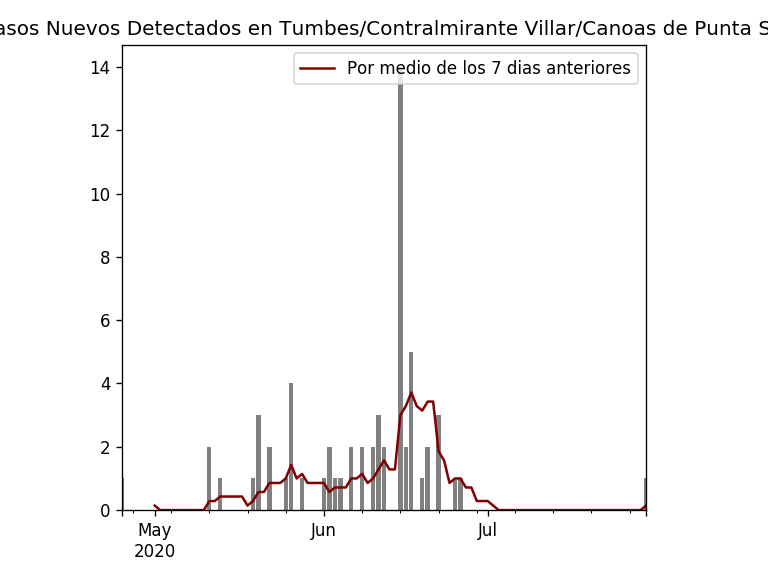 Nuevos Detectados en Tumbes/Contralmirante Villar/Canoas de Punta
Por medio de los 7 dias anteriores
14
12
10
8
6
4
2
0
May
2020
Jun
Jul